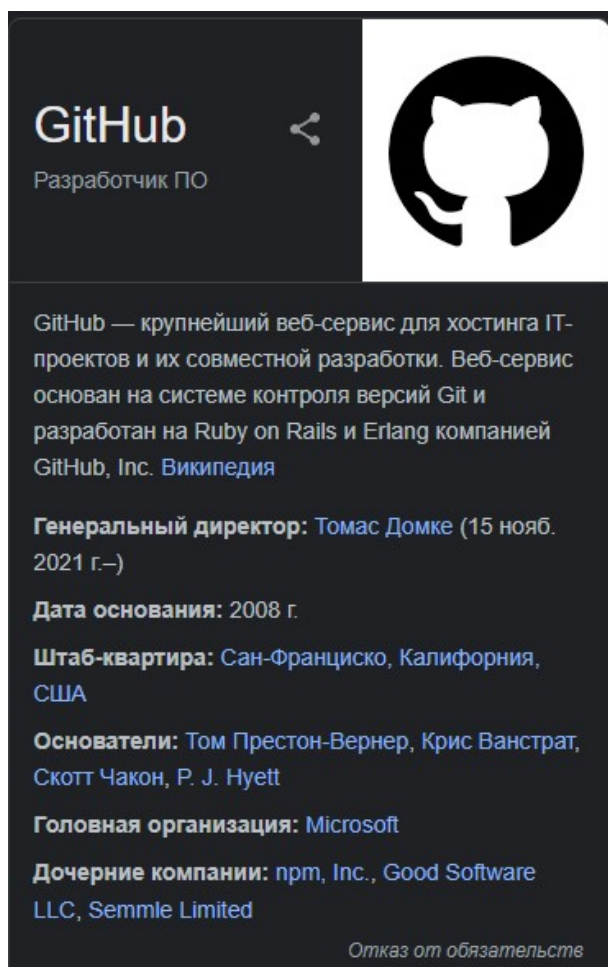 GitHub
Разработчик ПО
GitHub — крупнейший веб-сервис для хостинга IT-
проектов и их совместной разработки. Веб-сервис
основан на системе контроля версий Git и
разработан на Ruby on Rails и Erlang компанией
GitHub, Inc. Википедия
Генеральный директор: Томас Домке (15 нояб.
2021 г.–)
Дата основания: 2008 г.
Штаб-квартира: Сан-Франциско, Калифорния,
США
Основатели: Том Престон-Вернер, Крис Ванстрат,
Скотт Чакон, P. J. Hyett
Головная организация: Microsoft
Дочерние компании: npm, Inc., Good Software
LLC, Semmle Limited
Отказ от обязательств